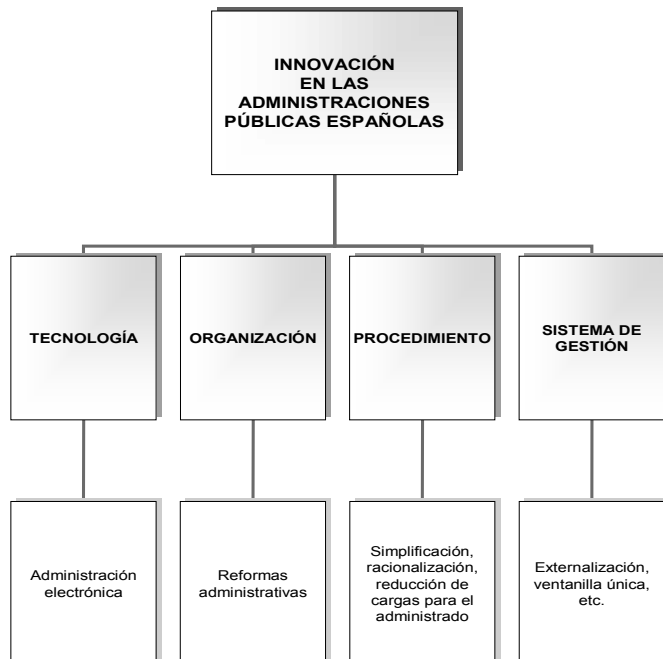 INNOVACIÓN
EN LAS
ADMINISTRACIONES
PÚBLICAS ESPAÑOLAS
TECNOLOGÍA
ORGANIZACIÓN
PROCEDIMIENTO
SISTEMA DE
GESTIÓN
Administración
electrónica
Reformas
administrativas
Simplificación,
racionalización,
reducción de
cargas para el
administrado
Externalización,
ventanilla única,
etc.